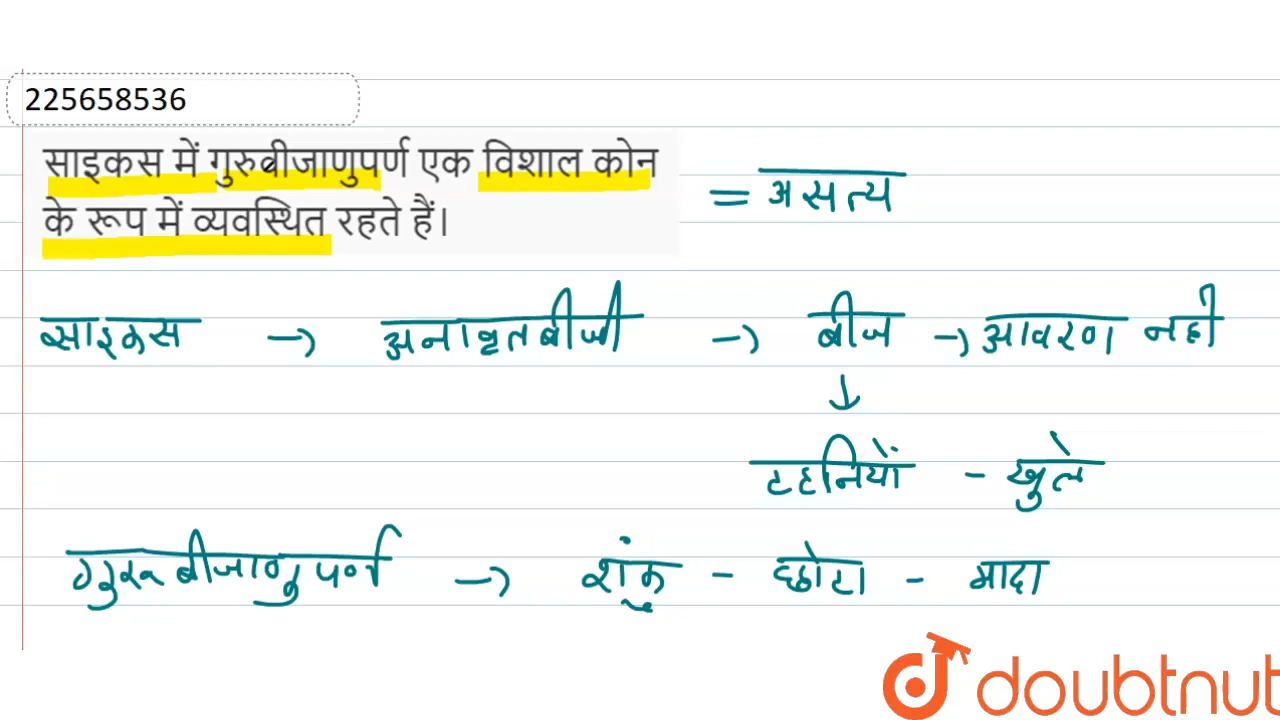 225658536
साइकस में गुरुबीजाणुपर्ण एक विशाल कोन
के रूप में व्यवस्थित रहते हैं।
= असत्य
साइकस → अनावृतबीजी → बीज → आवरण नहीं
↓
टहनियों - खुले
गुरुबीजाणुपर्ण → शंकु - छोटा - मादा
doubtnut